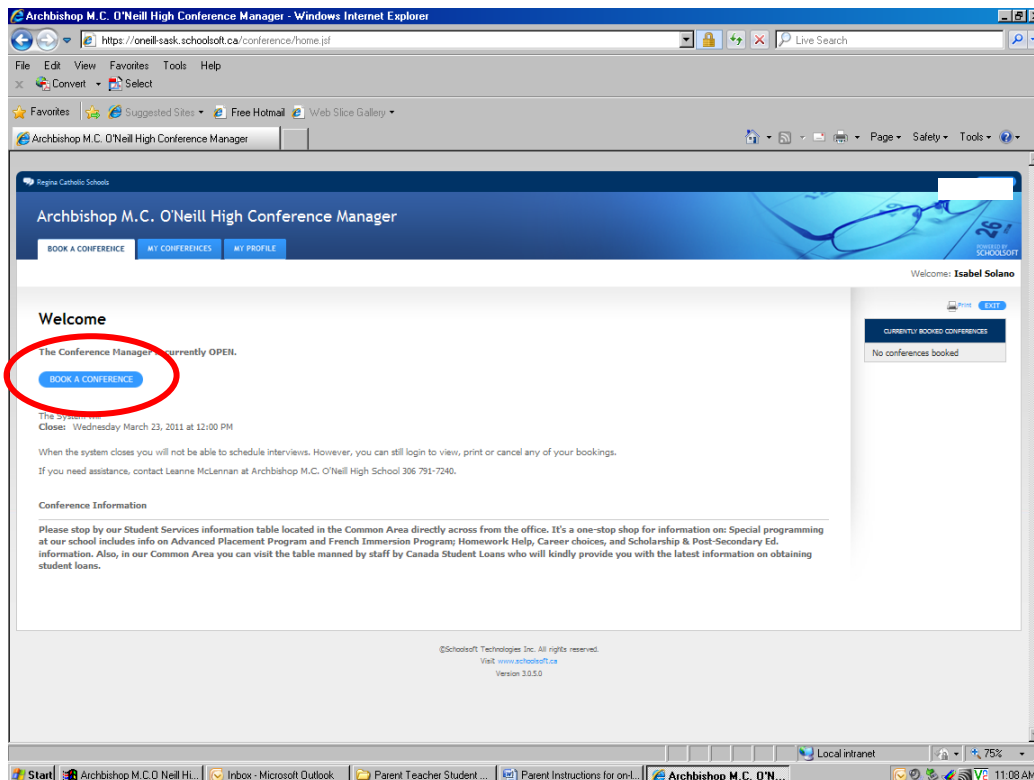 Archbishop M.C. O'Neill High Conference Manager - Windows Internet Explorer
https://oneill-sask.schoolsoft.ca/conference/home.jsf
Live Search
File Edit View Favorites Tools Help
x Convert Select
Favorites Suggested Sites Free Hotmail Web Slice Gallery
Archbishop M.C. O'Neill High Conference Manager
Page Safety Tools
Regina Catholic Schools
Archbishop M.C. O'Neill High Conference Manager
BOOK A CONFERENCE MY CONFERENCES MY PROFILE
26
POWERED BY
SCHOOLSOFT
Welcome: Isabel Solano
Print EXIT
Welcome
CURRENTLY BOOKED CONFERENCES
No conferences booked
The Conference Manager is currently OPEN.
BOOK A CONFERENCE
The System will
Close: Wednesday March 23, 2011 at 12:00 PM
When the system closes you will not be able to schedule interviews. However, you can still login to view, print or cancel any of your bookings.
If you need assistance, contact Leanne McLennan at Archbishop M.C. O'Neill High School 306 791-7240.
Conference Information
Please stop by our Student Services information table located in the Common Area directly across from the office. It's a one-stop shop for information on: Special programming
at our school includes info on Advanced Placement Program and French Immersion Program; Homework Help, Career choices, and Scholarship & Post-Secondary Ed.
information. Also, in our Common Area you can visit the table manned by staff by Canada Student Loans who will kindly provide you with the latest information on obtaining
student loans.
©Schoolsoft Technologies Inc. All rights reserved.
Visit www.schoolsoft.ca
Version 3.0.5.0
Local intranet
75%
Start Archbishop M.C.O Neill Hi... Inbox - Microsoft Outlook Parent Teacher Student ... Parent Instructions for on-l... Archbishop M.C. O'N... 11:08 AM